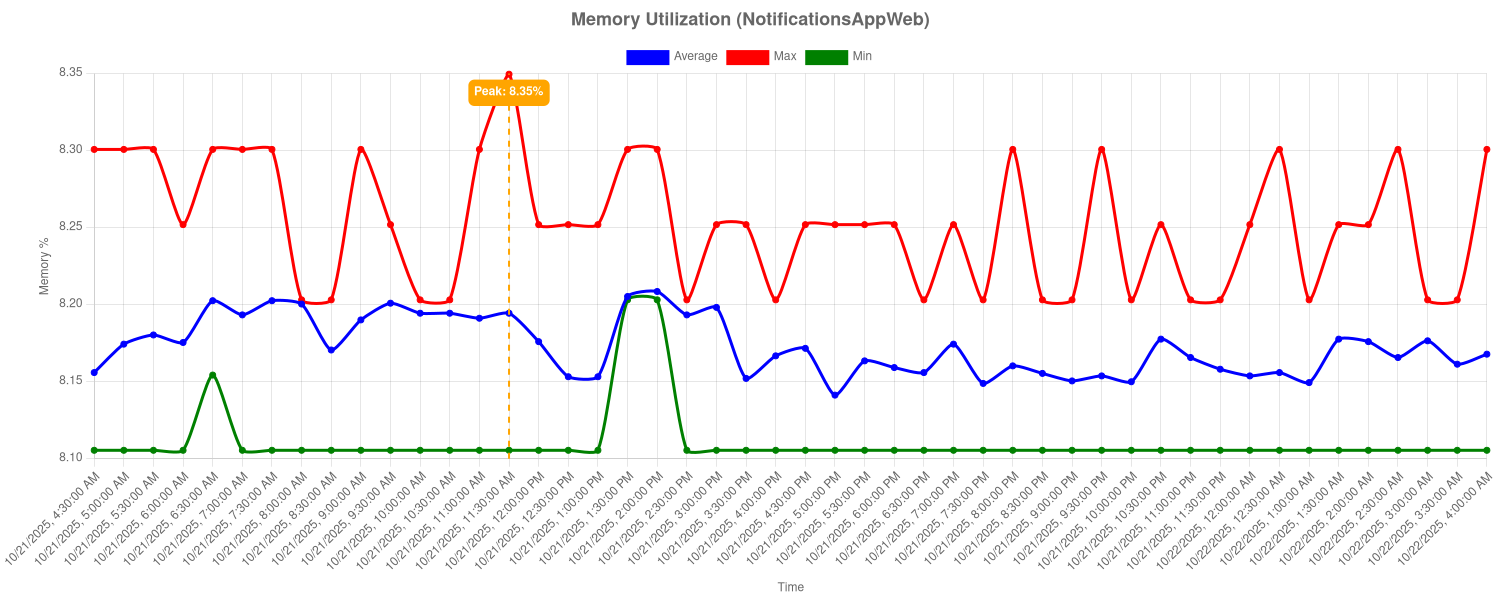 Memory Utilization (NotificationsAppWeb)
Average Max Min
8.35
Peak: 8.35%
8.30
8.25
Memory %
8.20
8.15
8.10
10/21/2025, 4:30:00 AM
10/21/2025, 5:00:00 AM
10/21/2025, 5:30:00 AM
10/21/2025, 6:00:00 AM
10/21/2025, 6:30:00 AM
10/21/2025, 7:00:00 AM
10/21/2025, 7:30:00 AM
10/21/2025, 8:00:00 AM
10/21/2025, 8:30:00 AM
10/21/2025, 9:00:00 AM
10/21/2025, 9:30:00 AM
10/21/2025, 10:00:00 AM
10/21/2025, 10:30:00 AM
10/21/2025, 11:00:00 AM
10/21/2025, 11:30:00 AM
10/21/2025, 12:00:00 PM
10/21/2025, 12:30:00 PM
10/21/2025, 1:00:00 PM
10/21/2025, 1:30:00 PM
10/21/2025, 2:00:00 PM
10/21/2025, 2:30:00 PM
10/21/2025, 3:00:00 PM
10/21/2025, 3:30:00 PM
10/21/2025, 4:00:00 PM
10/21/2025, 4:30:00 PM
10/21/2025, 5:00:00 PM
10/21/2025, 5:30:00 PM
10/21/2025, 6:00:00 PM
10/21/2025, 6:30:00 PM
10/21/2025, 7:00:00 PM
10/21/2025, 7:30:00 PM
10/21/2025, 8:00:00 PM
10/21/2025, 8:30:00 PM
10/21/2025, 9:00:00 PM
10/21/2025, 9:30:00 PM
10/21/2025, 10:00:00 PM
10/21/2025, 10:30:00 PM
10/21/2025, 11:00:00 PM
10/21/2025, 11:30:00 PM
10/22/2025, 12:00:00 AM
10/22/2025, 12:30:00 AM
10/22/2025, 1:00:00 AM
10/22/2025, 1:30:00 AM
10/22/2025, 2:00:00 AM
10/22/2025, 2:30:00 AM
10/22/2025, 3:00:00 AM
10/22/2025, 3:30:00 AM
10/22/2025, 4:00:00 AM
Time